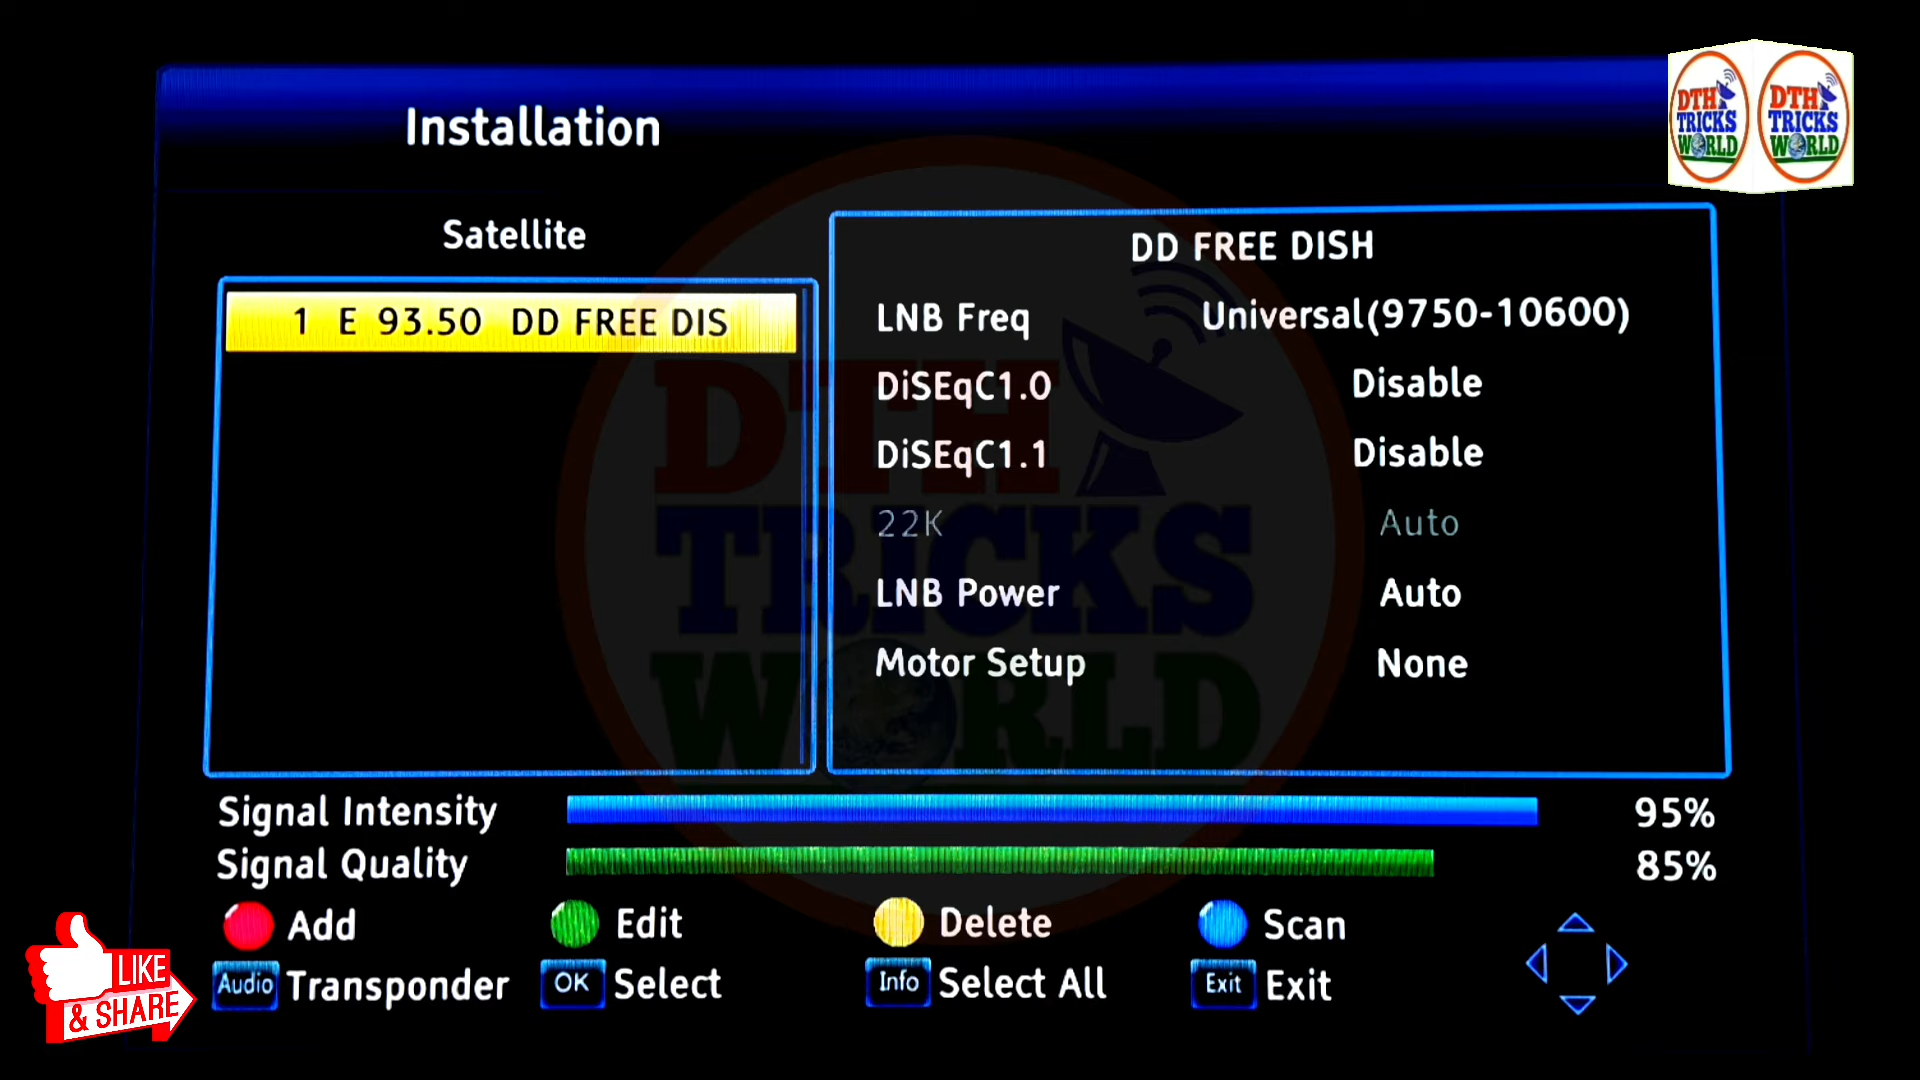 Installation
DTH
TRICKS
WORLD
DTH
TRICKS
WORLD
Satellite
1 E 93.50 DD FREE DIS
DD FREE DISH
LNB Freq Universal(9750-10600)
DiSEqC1.0 Disable
DiSEqC1.1 Disable
22K Auto
LNB Power Auto
Motor Setup None
DTH
TRICKS
WORLD
Signal Intensity 95%
Signal Quality 85%
Add Edit Delete Scan
Audio Transponder OK Select Info Select All Exit Exit
LIKE
& SHARE